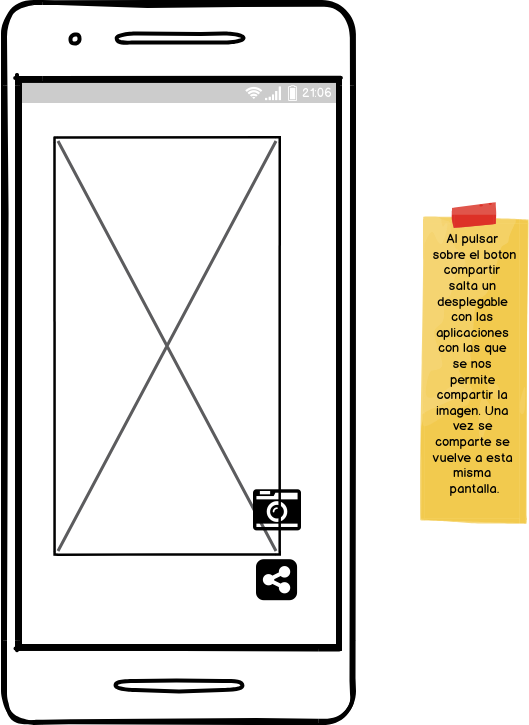 21:06
Al pulsar
sobre el boton
compartir
salta un
desplegable
con las
aplicaciones
con las que
se nos
permite
compartir la
imagen. Una
vez se
comparte se
vuelve a esta
misma
pantalla.